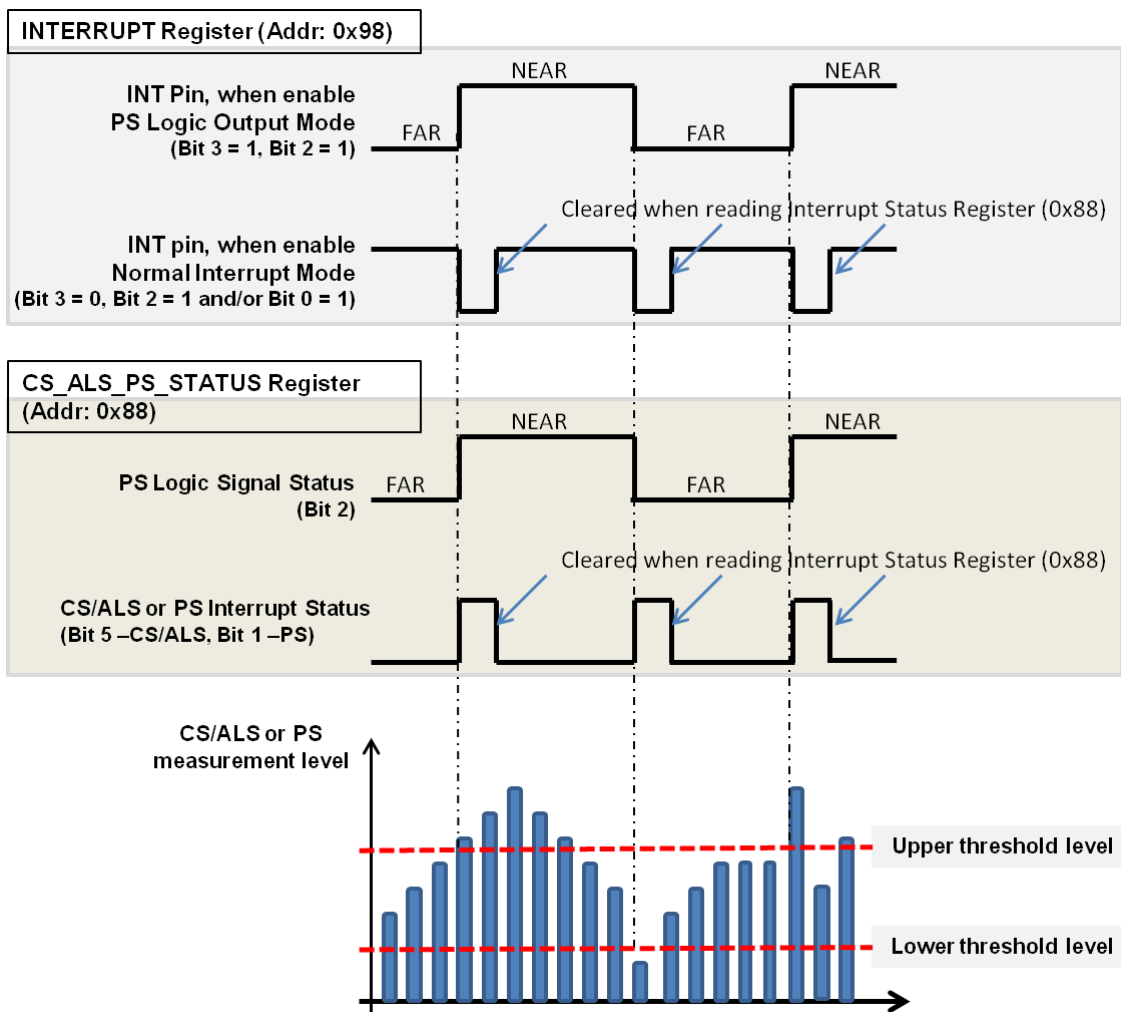 INTERRUPT Register (Addr: 0x98)
NEAR
NEAR
INT Pin, when enable
PS Logic Output Mode
(Bit 3 = 1, Bit 2 = 1)
FAR
FAR
Cleared when reading Interrupt Status Register (0x88)
INT pin, when enable
Normal Interrupt Mode
(Bit 3 = 0, Bit 2 = 1 and/or Bit 0 = 1)
CS_ALS_PS_STATUS Register
(Addr: 0x88)
NEAR
NEAR
PS Logic Signal Status
(Bit 2)
FAR
FAR
Cleared when reading Interrupt Status Register (0x88)
CS/ALS or PS Interrupt Status
(Bit 5 –CS/ALS, Bit 1 –PS)
CS/ALS or PS
measurement level
Upper threshold level
Lower threshold level